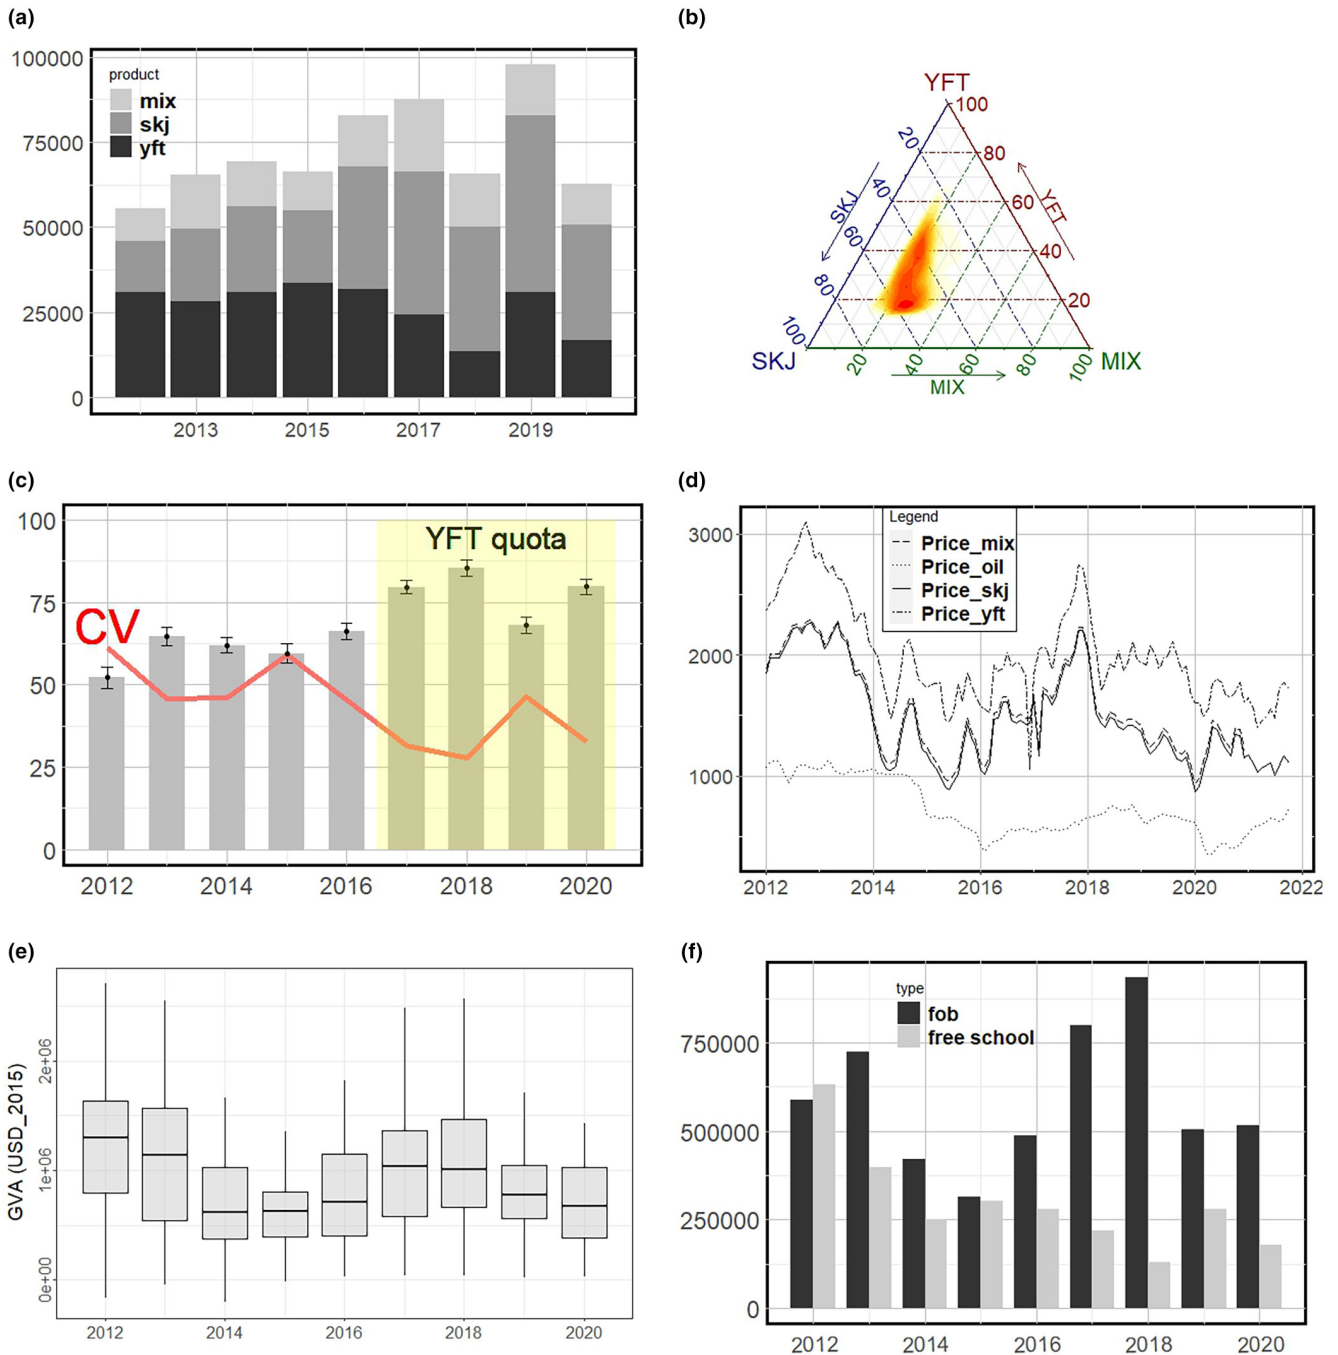 (a)
100000
75000
50000
25000
0
product
mix
skj
yft
2013
2015
2017
2019
(b)
YFT
100
80
60
40
20
YFT
20
40
60
80
100
SKJ
SKJ
MIX
20
40
60
80
100
MIX
(c)
100
75
50
25
0
CV
YFT quota
2012
2014
2016
2018
2020
(d)
3000
2000
1000
Legend
Price_mix
Price_oil
Price_skj
Price_yft
2012
2014
2016
2018
2020
2022
(e)
GVA (USD_2015)
2e+06
1e+06
0e+00
2012
2014
2016
2018
2020
(f)
750000
500000
250000
0
type
fob
free school
2012
2014
2016
2018
2020